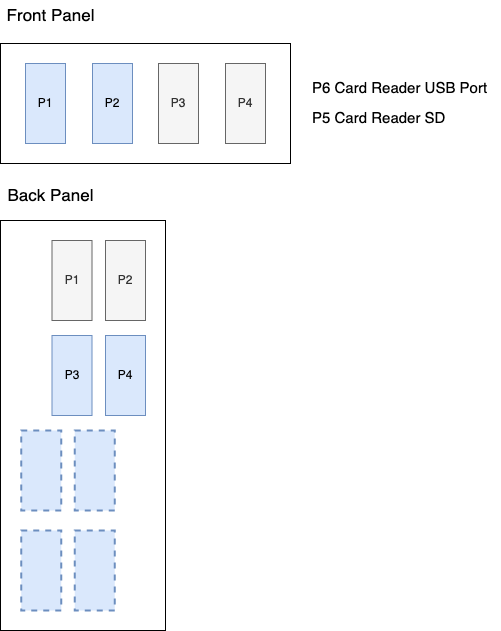 Front Panel
P1
P2
P3
P4
P6 Card Reader USB Port
P5 Card Reader SD
Back Panel
P1
P2
P3
P4